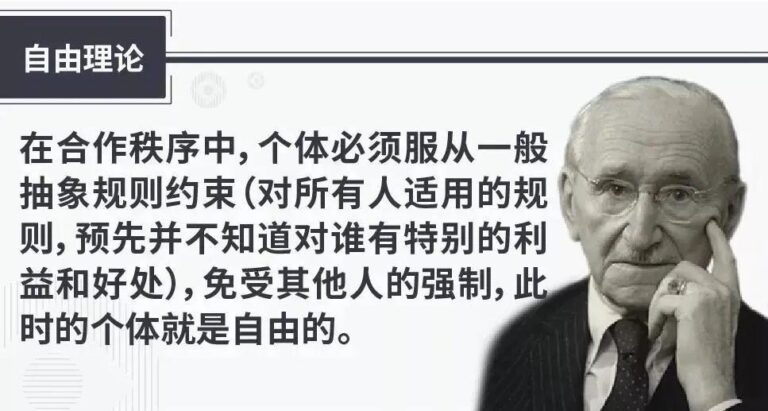 自由理论
在合作秩序中，个体必须服从一般
抽象规则约束（对所有人适用的规
则，预先并不知道对谁有特别的利
益和好处），免受其他人的强制，此
时的个体就是自由的。